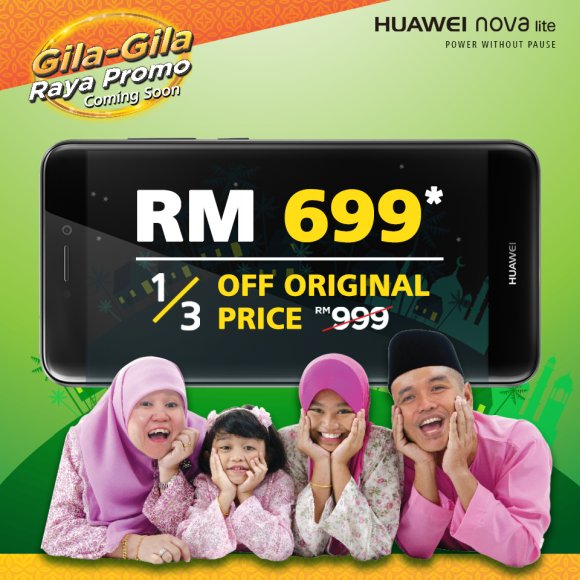 Gila-Gila
Raya Promo
Coming Soon
HUAWEI nova lite
POWER WITHOUT PAUSE
RM 699*
1/3 OFF ORIGINAL
PRICE RM999
HUAWEI